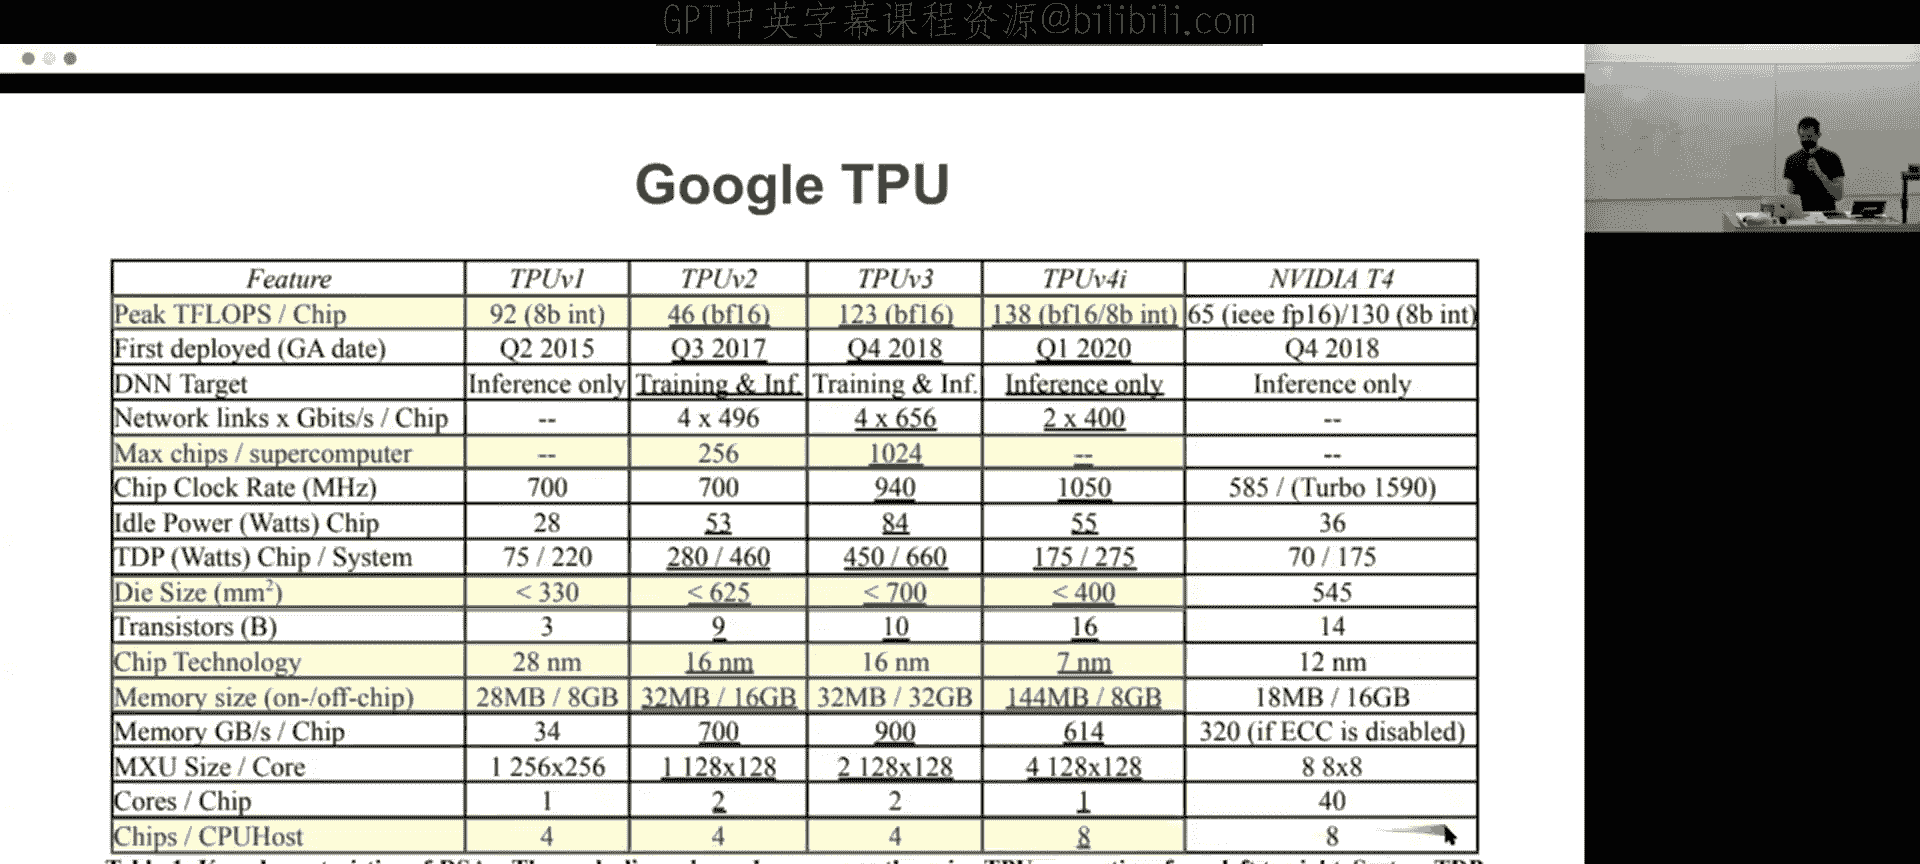 GPT中英字幕课程资源@bilibili.com
Google TPU
Feature TPUv1 TPUv2 TPUv3 TPUv4i NVIDIA T4
Peak TFLOPS / Chip 92 (8b int) 46 (bf16) 123 (bf16) 138 (bf16/8b int) 65 (ieee fp16)/130 (8b int)
First deployed (GA date) Q2 2015 Q3 2017 Q4 2018 Q1 2020 Q4 2018
DNN Target Inference only Training & Inf. Training & Inf. Inference only Inference only
Network links x Gbits/s / Chip -- 4 x 496 4 x 656 2 x 400 --
Max chips / supercomputer -- 256 1024 -- --
Chip Clock Rate (MHz) 700 700 940 1050 585 / (Turbo 1590)
Idle Power (Watts) Chip 28 53 84 55 36
TDP (Watts) Chip / System 75 / 220 280 / 460 450 / 660 175 / 275 70 / 175
Die Size (mm²) < 330 < 625 < 700 < 400 545
Transistors (B) 3 9 10 16 14
Chip Technology 28 nm 16 nm 16 nm 7 nm 12 nm
Memory size (on-/off-chip) 28MB / 8GB 32MB / 16GB 32MB / 32GB 144MB / 8GB 18MB / 16GB
Memory GB/s / Chip 34 700 900 614 320 (if ECC is disabled)
MXU Size / Core 1 256x256 1 128x128 2 128x128 4 128x128 8 8x8
Cores / Chip 1 2 2 1 40
Chips / CPUHost 4 4 4 8 8